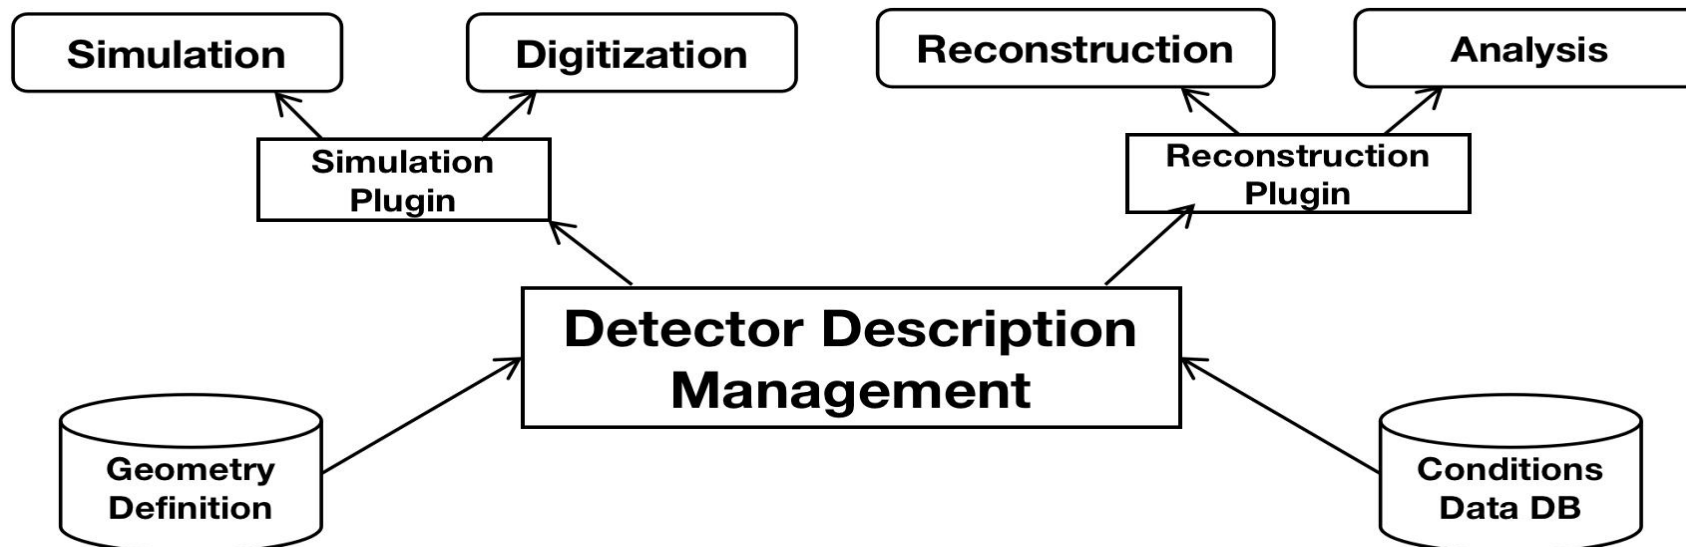 Simulation
Digitization
Reconstruction
Analysis
Simulation
Plugin
Reconstruction
Plugin
Detector Description
Management
Geometry
Definition
Conditions
Data DB